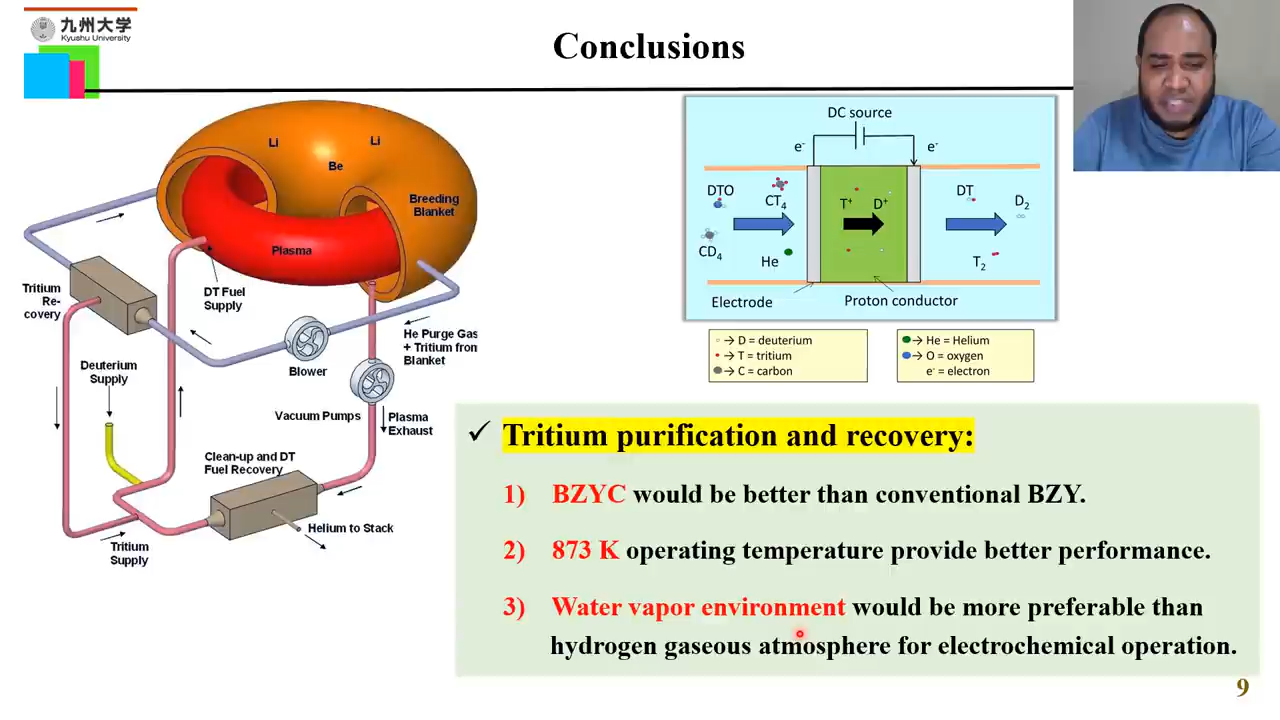 九州大学
Kyushu University
Conclusions
Li
Li
Be
Breeding
Blanket
Plasma
Tritium
Re-
covery
DT Fuel
Supply
He Purge Gas
+ Tritium from
Blanket
Blower
Deuterium
Supply
Vacuum Pumps
Plasma
Exhaust
Clean-up and DT
Fuel Recovery
Helium to Stack
Tritium
Supply
DC source
e-
e-
DTO
CT4
T+
D+
DT
D2
CD4
He
T2
Electrode
Proton conductor
→ D = deuterium
→ T = tritium
→ C = carbon
→ He = Helium
→ O = oxygen
e- = electron
✓ Tritium purification and recovery:
1) BZYC would be better than conventional BZY.
2) 873 K operating temperature provide better performance.
3) Water vapor environment would be more preferable than
hydrogen gaseous atmosphere for electrochemical operation.
9